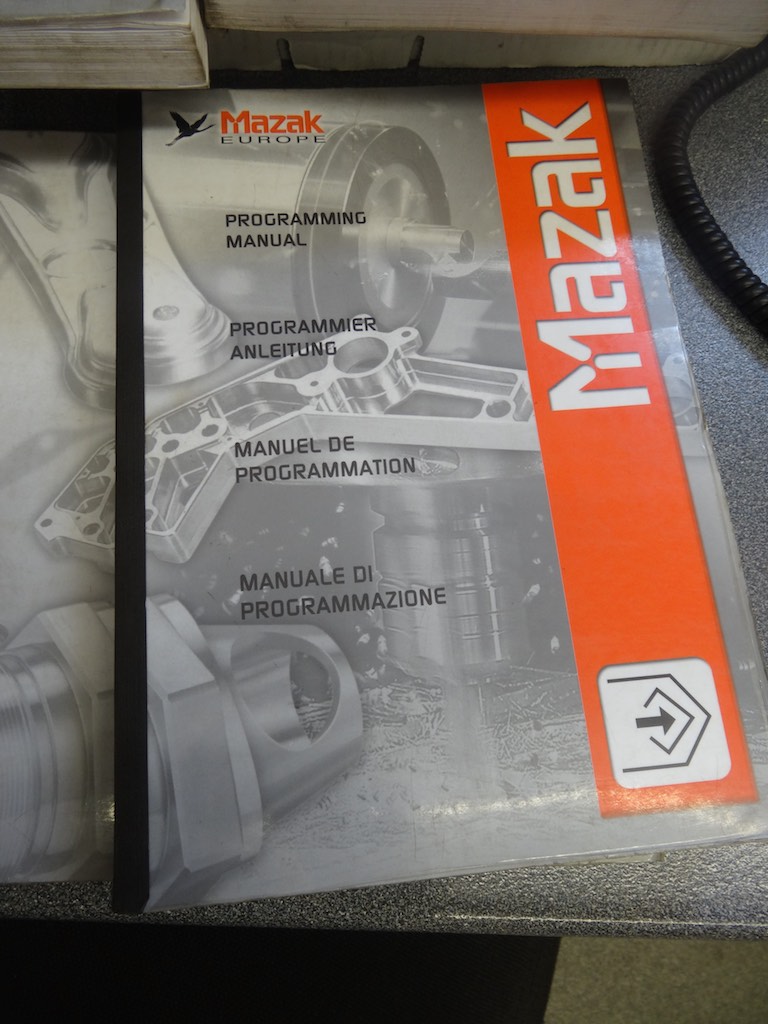 Mazak
EUROPE
PROGRAMMING
MANUAL
PROGRAMMIER
ANLEITUNG
MANUEL DE
PROGRAMMATION
MANUALE DI
PROGRAMMAZIONE
Mazak